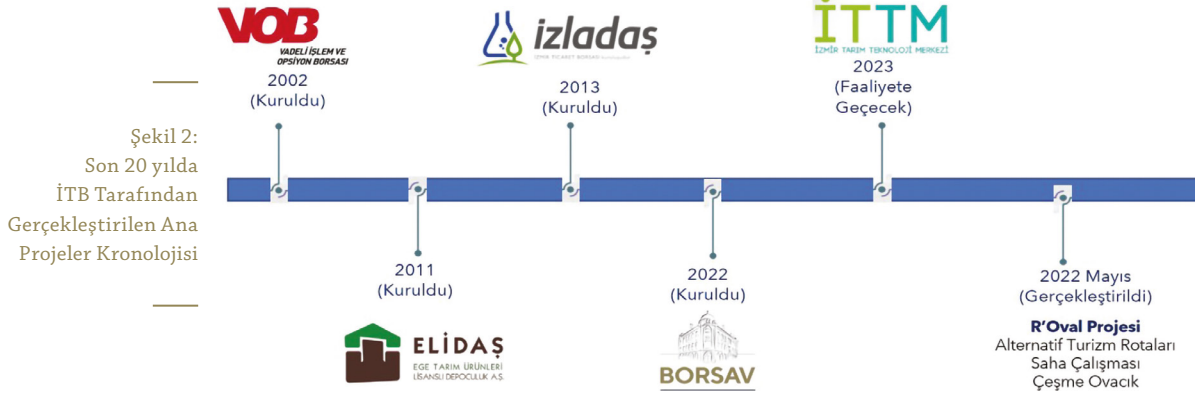 VOB
VADELİ İŞLEM VE
OPSİYON BORSASI
2002
(Kuruldu)
izladaş
2013
(Kuruldu)
İTTM
İZMİR TARIM TEKNOLOJİ MERKEZİ
2023
(Faaliyete
Geçecek)
Şekil 2:
Son 20 yılda
İTB Tarafından
Gerçekleştirilen Ana
Projeler Kronolojisi
2011
(Kuruldu)
ELİDAŞ
EGE TARIM ÜRÜNLERİ
LİSANSLI DEPOCULUK A.Ş.
2022
(Kuruldu)
BORSAV
2022 Mayıs
(Gerçekleştirildi)
R'Oval Projesi
Alternatif Turizm Rotaları
Saha Çalışması
Çeşme Ovacık